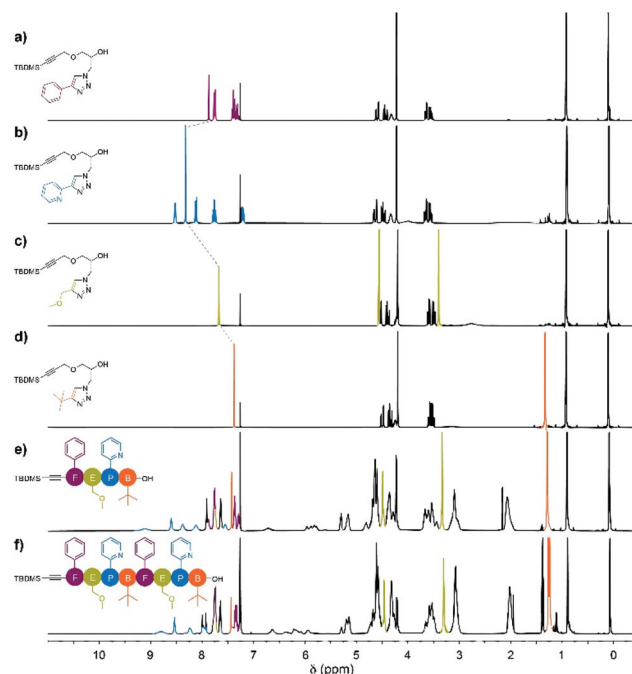 a)
OH
O
TBDMS
N
N
N
b)
OH
O
TBDMS
N
N
N
N
c)
OH
O
TBDMS
N
N
N
O
d)
OH
O
TBDMS
N
N
N
e)
N
TBDMS F E P B OH
O
f)
N N
TBDMS F E P B F E P B OH
O O
11 10 9 8 7 6 5 4 3 2 1 0
δ (ppm)